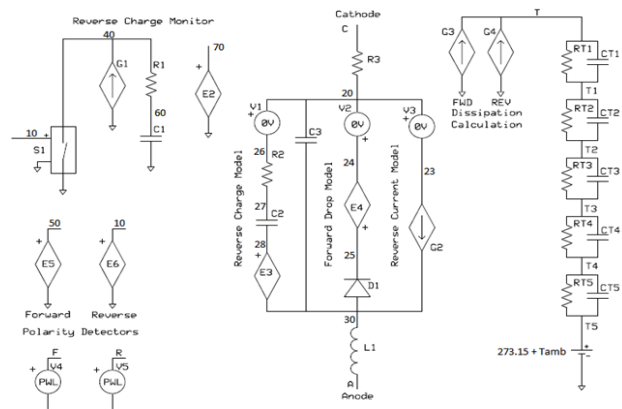 Cathode
C
T
Reverse Charge Monitor
40
70
10
S1
G1
R1
60
C1
+
E2
R3
20
V1
0V
26
R2
27
C2
28
+
E3
Reverse Charge Model
C3
V2
0V
+
24
E4
+
25
D1
Forward Drop Model
V3
0V
23
G2
Reverse Current Model
30
L1
A
Anode
G3
G4
FWD
REV
Dissipation
Calculation
RT1
CT1
T1
RT2
CT2
T2
RT3
CT3
T3
RT4
CT4
T4
RT5
CT5
T5
273.15 + Tamb
+
-
50
10
+
E5
+
E6
Forward
Reverse
Polarity Detectors
F
V4
+
PWL
R
V5
+
PWL